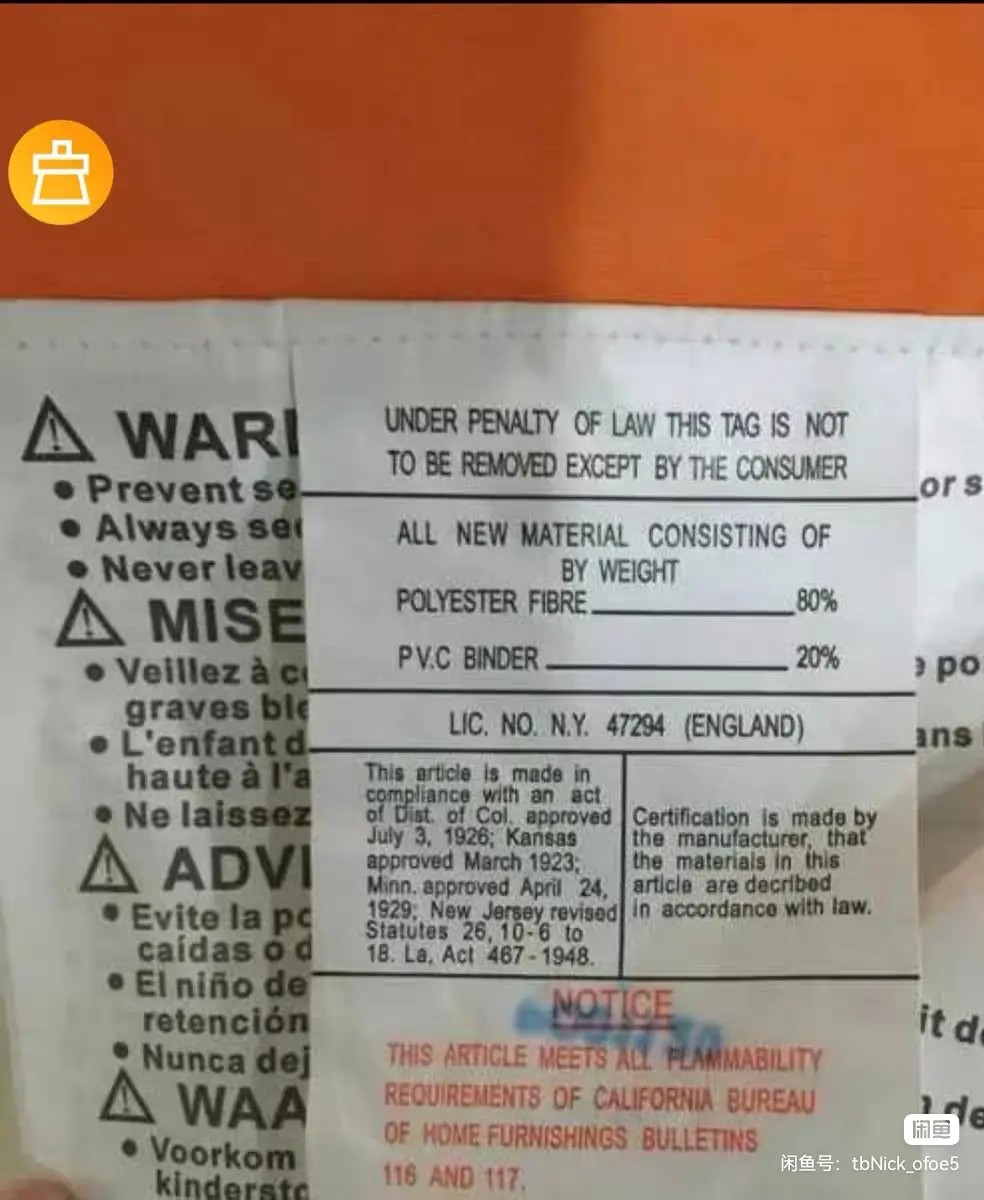 UNDER PENALTY OF LAW THIS TAG IS NOT
TO BE REMOVED EXCEPT BY THE CONSUMER
ALL NEW MATERIAL CONSISTING OF
BY WEIGHT
POLYESTER FIBRE 80%
P.V.C BINDER 20%
LIC. NO. N.Y. 47294 (ENGLAND)
This article is made in
compliance with an act
of Dist. of Col. approved
July 3, 1926; Kansas
approved March 1923;
Minn. approved April 24,
1929; New Jersey revised
Statutes 26, 10-6 to
18. La, Act 467-1948.
Certification is made by
the manufacturer, that
the materials in this
article are decribed
in accordance with law.
NOTICE
THIS ARTICLE MEETS ALL FLAMMABILITY
REQUIREMENTS OF CALIFORNIA BUREAU
OF HOME FURNISHINGS BULLETINS
116 AND 117.
WAR
Prevent se
Always se
Never leav
MISE
Veillez à c
graves ble
L'enfant d
haute à l'a
Ne laissez
ADV
Evite la po
caídas o d
El niño de
retención
Nunca dej
WAA
Voorkom
kindersto
or s
po
ans
it de
de
闲鱼
闲鱼号：tbNick_ofoe5